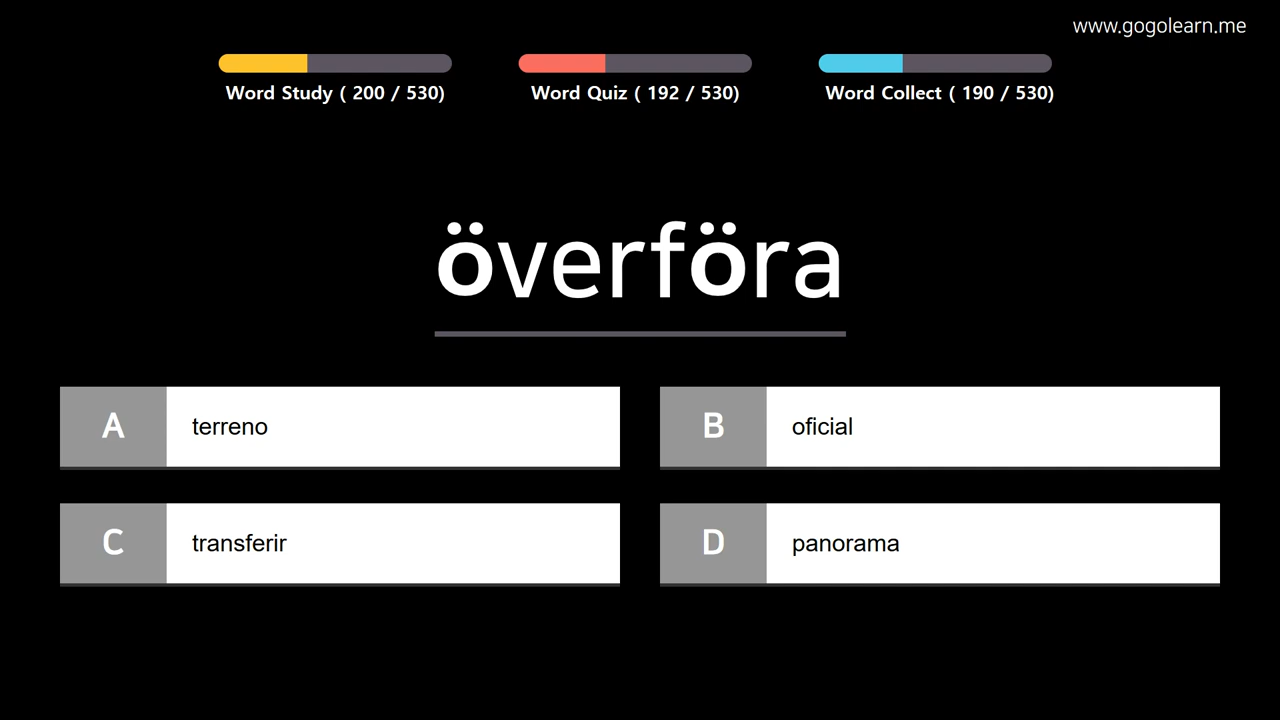 www.gogolearn.me
Word Study ( 200 / 530)
Word Quiz ( 192 / 530)
Word Collect ( 190 / 530)
överföra
A terreno
B oficial
C transferir
D panorama